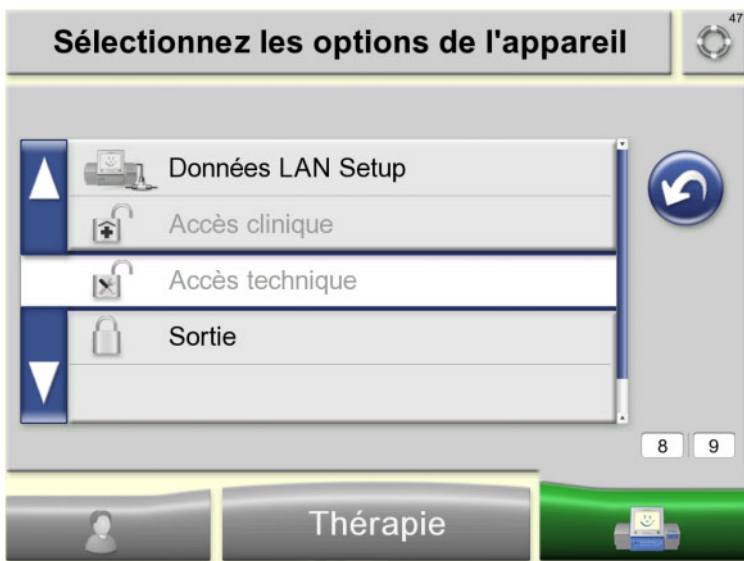 Sélectionnez les options de l'appareil
47
Données LAN Setup
Accès clinique
Accès technique
Sortie
8 9
Thérapie